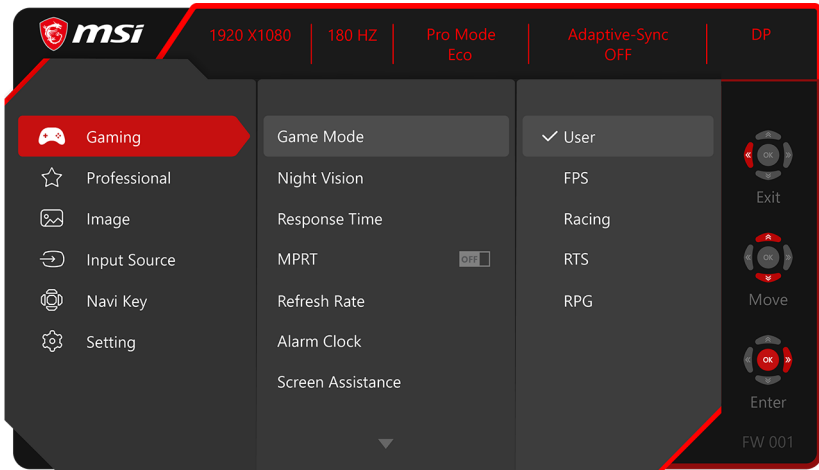 msi
1920 X1080
180 HZ
Pro Mode
Eco
Adaptive-Sync
OFF
DP
Gaming
Professional
Image
Input Source
Navi Key
Setting
Game Mode
Night Vision
Response Time
MPRT
OFF
Refresh Rate
Alarm Clock
Screen Assistance
User
FPS
Racing
RTS
RPG
OK
Exit
OK
Move
OK
Enter
FW 001